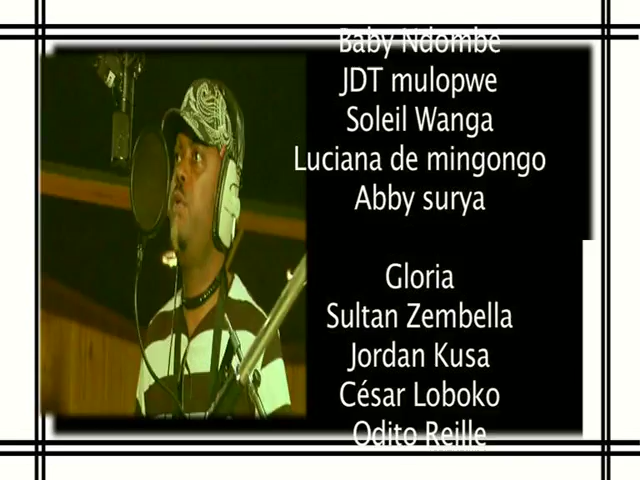 Baby Ndombe
JDT mulopwe
Soleil Wanga
Luciana de mingongo
Abby surya
Gloria
Sultan Zembella
Jordan Kusa
César Loboko
Odito Reille